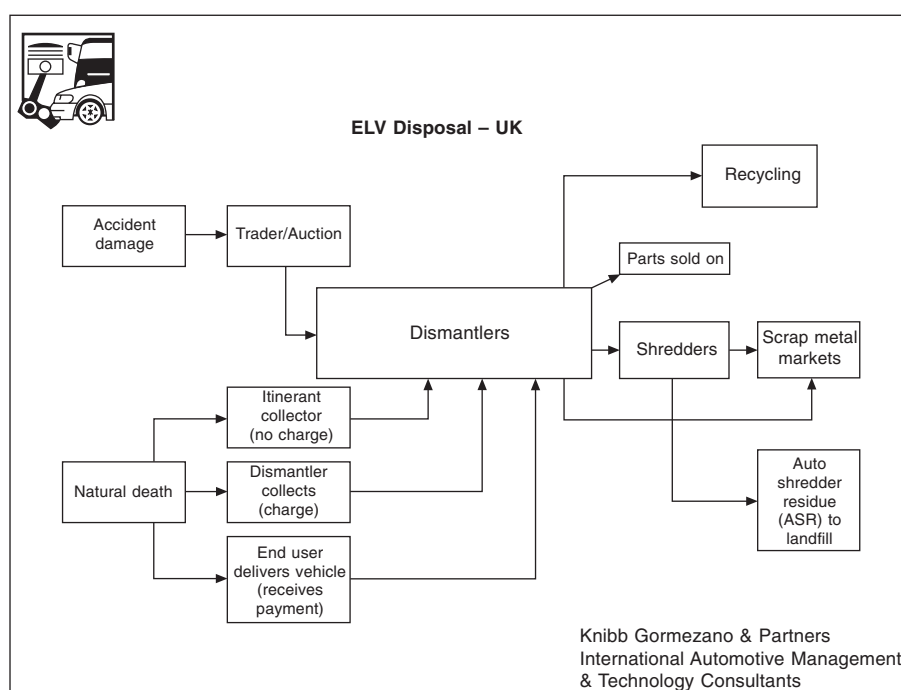 ELV Disposal – UK
Recycling
Accident
damage
Trader/Auction
Parts sold on
Dismantlers
Shredders
Scrap metal
markets
Itinerant
collector
(no charge)
Natural death
Dismantler
collects
(charge)
Auto
shredder
residue
(ASR) to
landfill
End user
delivers vehicle
(receives
payment)
Knibb Gormezano & Partners
International Automotive Management
& Technology Consultants